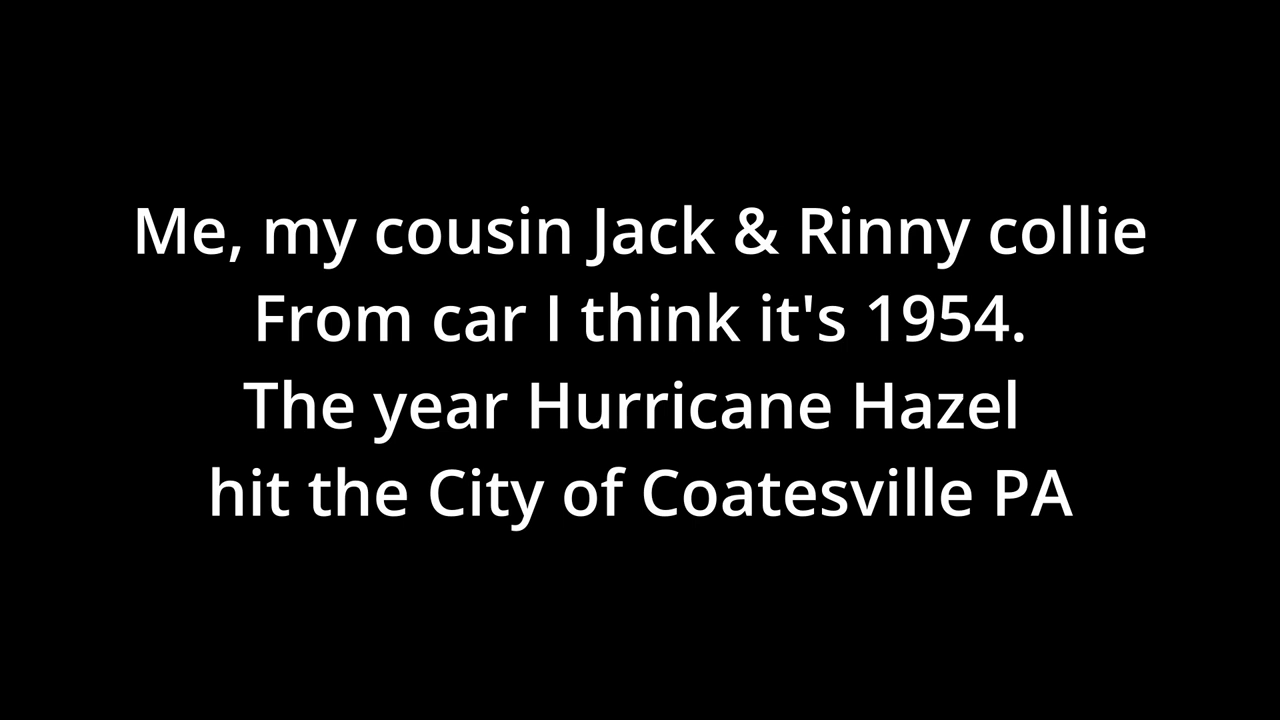 Me, my cousin Jack & Rinny collie
From car I think it's 1954.
The year Hurricane Hazel
hit the City of Coatesville PA